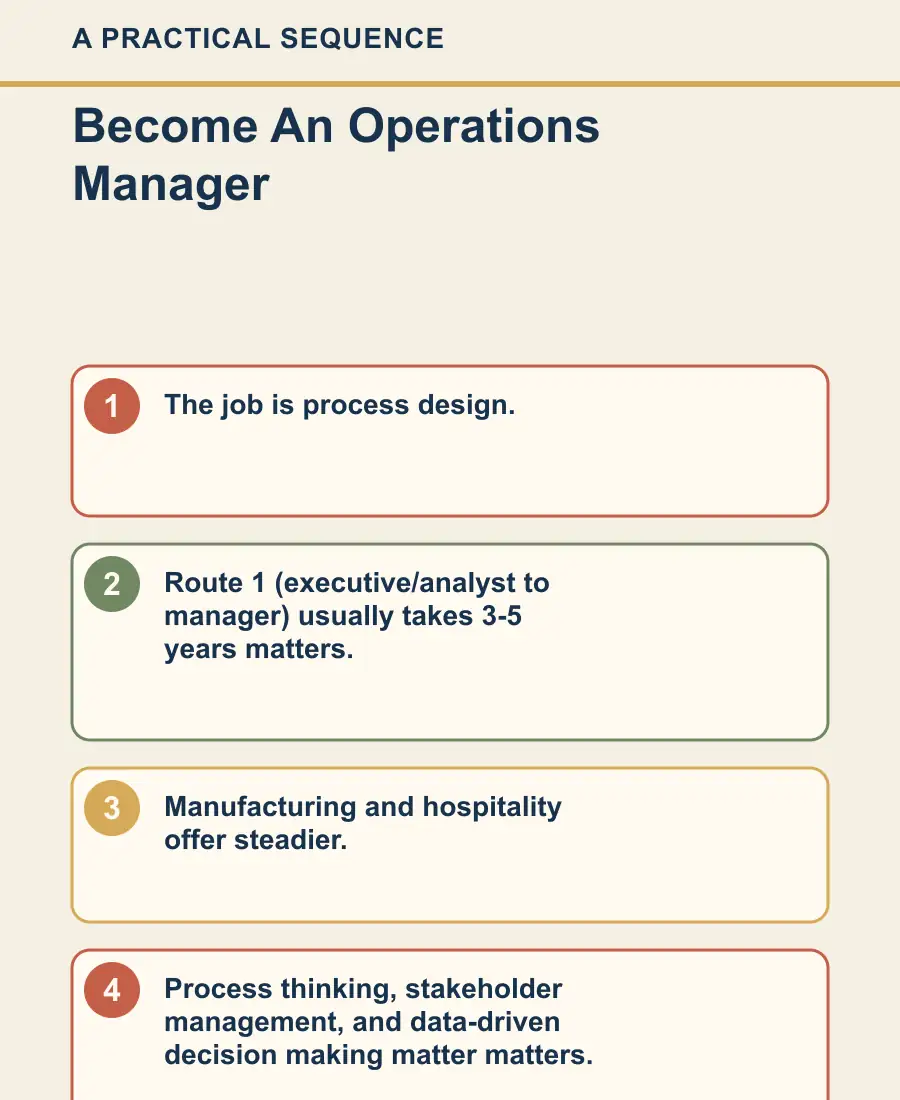 A PRACTICAL SEQUENCE
Become An Operations
Manager
1
The job is process design.
2
Route 1 (executive/analyst to
manager) usually takes 3-5
years matters.
3
Manufacturing and hospitality
offer steadier.
4
Process thinking, stakeholder
management, and data-driven
decision making matter matters.